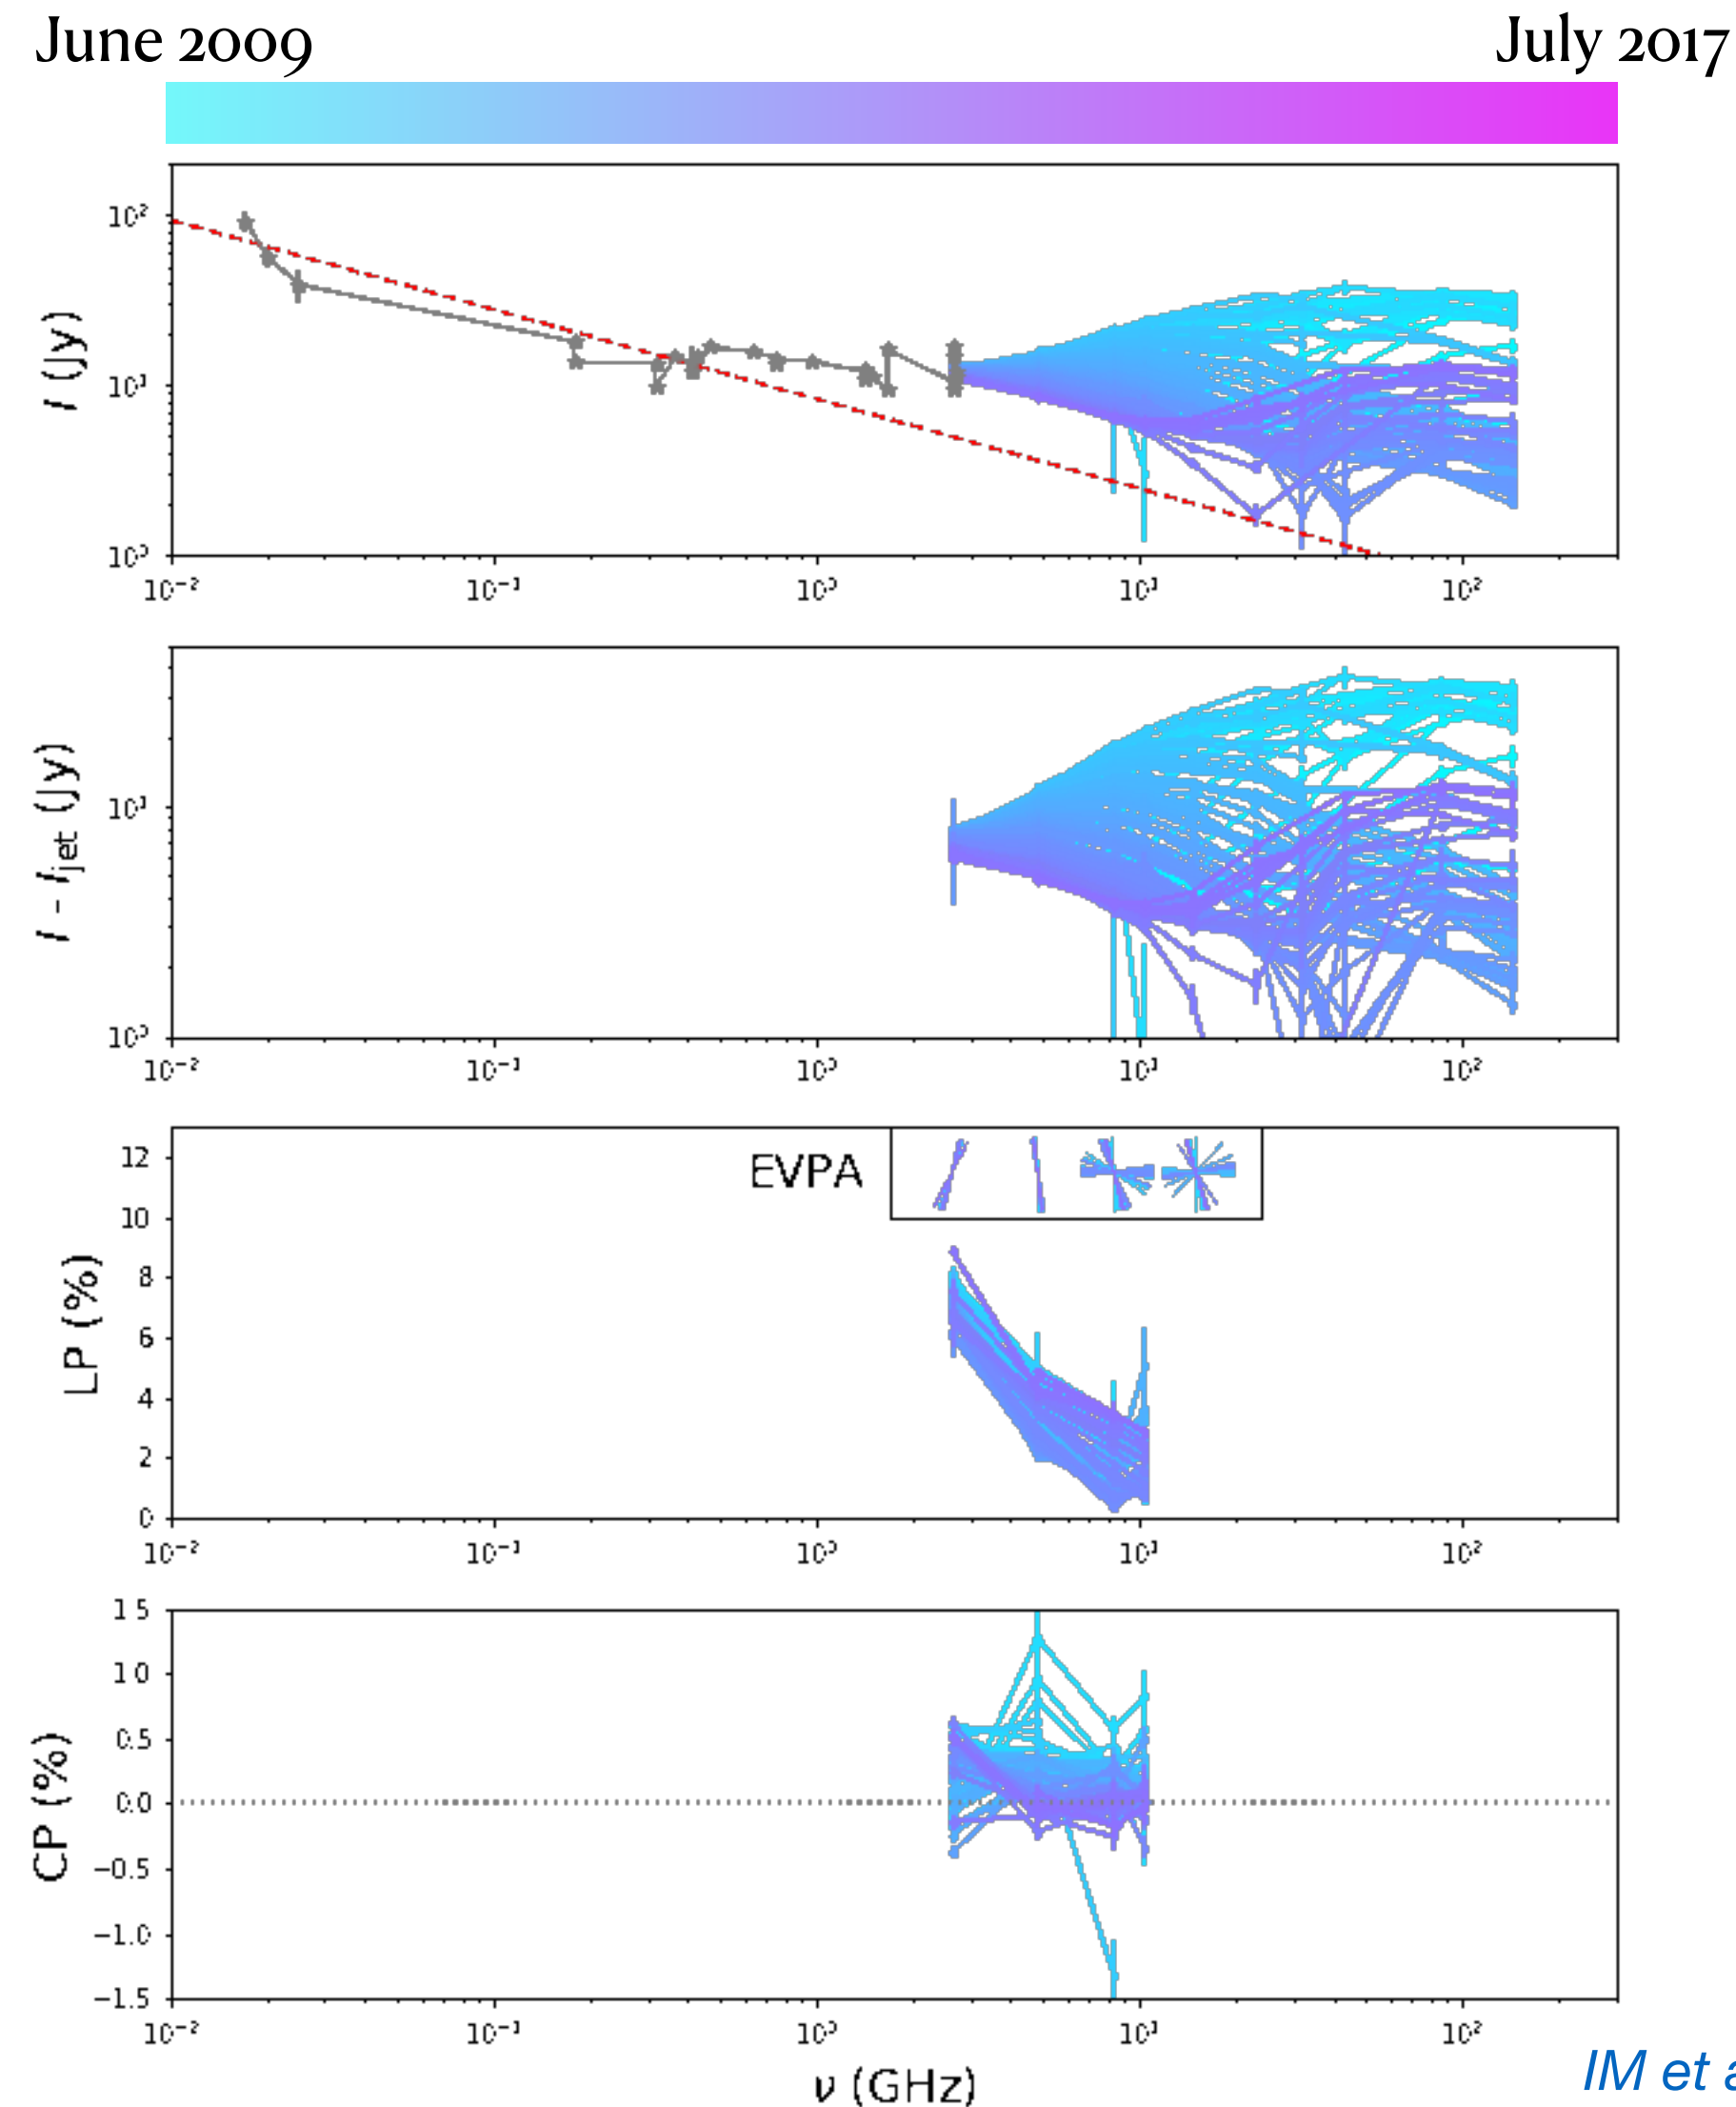 June 2009 July 2017
10²
10¹
10⁰
I (Jy)
10⁻² 10⁻¹ 10⁰ 10¹ 10²
10¹
10⁰
I - I_jet (Jy)
10⁻² 10⁻¹ 10⁰ 10¹ 10²
EVPA
12
10
8
6
4
2
0
LP (%)
10⁻² 10⁻¹ 10⁰ 10¹ 10²
1.5
1.0
0.5
0.0
−0.5
−1.0
−1.5
CP (%)
10⁻² 10⁻¹ 10⁰ 10¹ 10²
ν (GHz)
IM et a